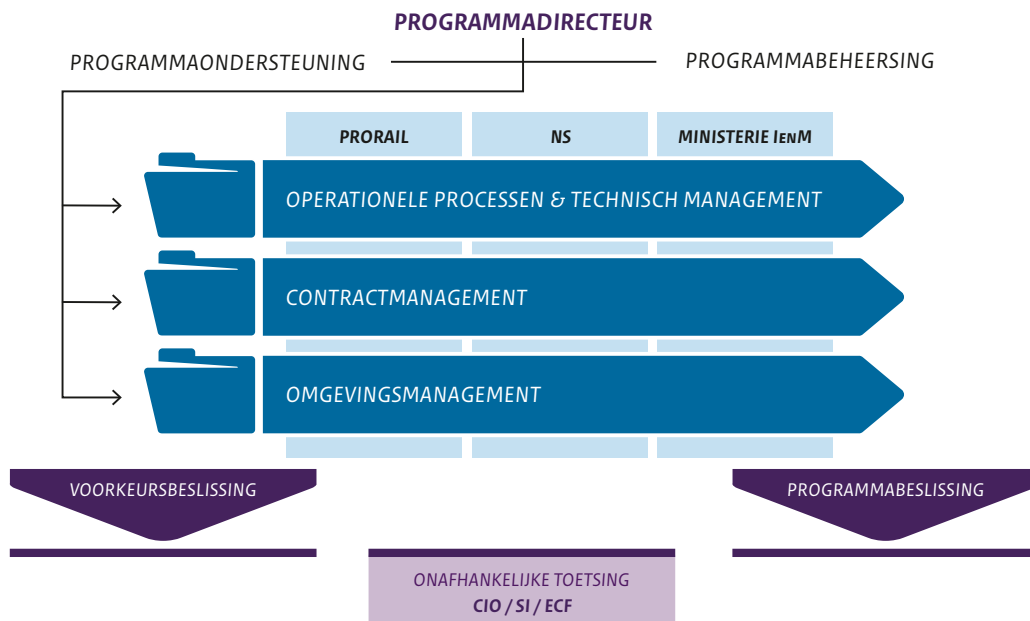 PROGRAMMADIRECTEUR
PROGRAMMAONDERSTEUNING
PROGRAMMABEHEERSING
PRORAIL
NS
MINISTERIE IENM
OPERATIONELE PROCESSEN & TECHNISCH MANAGEMENT
CONTRACTMANAGEMENT
OMGEVINGSMANAGEMENT
VOORKEURSBESLISSING
PROGRAMMABESLISSING
ONAFHANKELIJKE TOETSING
CIO / SI / ECF